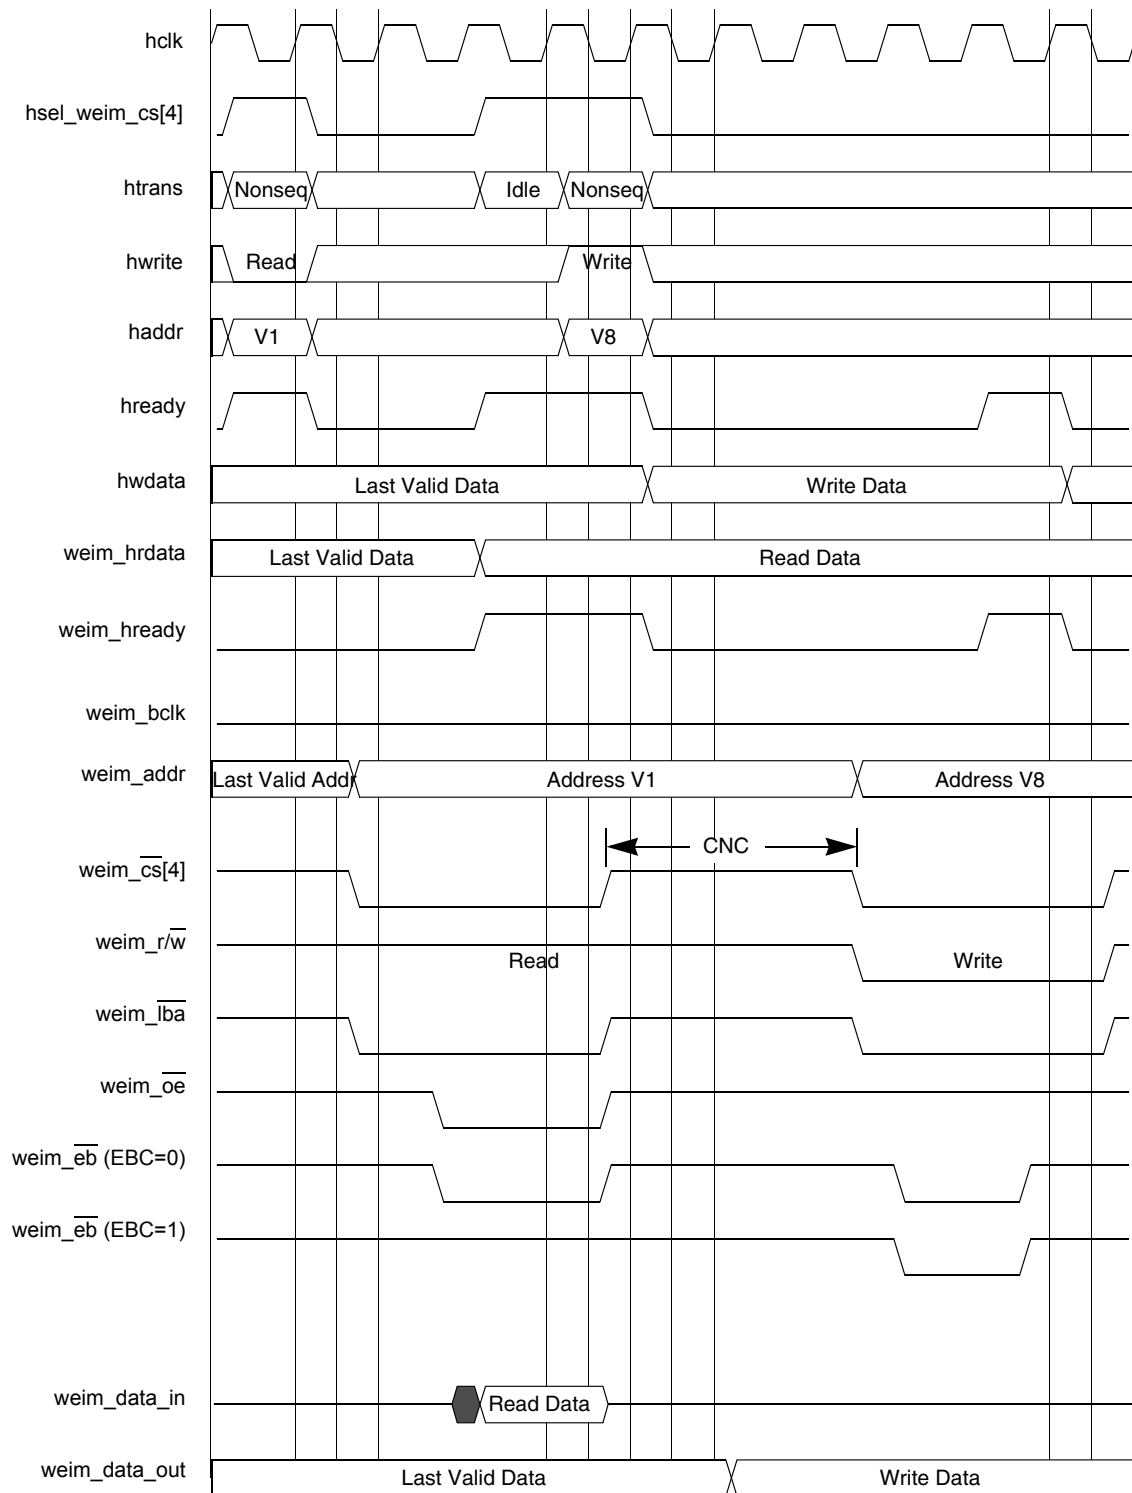 hclk
hsel_weim_cs[4]
htrans Nonseq Idle Nonseq
hwrite Read Write
haddr V1 V8
hready
hwdata Last Valid Data Write Data
weim_hrdata Last Valid Data Read Data
weim_hready
weim_bclk
weim_addr Last Valid Addr Address V1 Address V8
CNC
weim_cs[4]
weim_r/w Read Write
weim_lba
weim_oe
weim_eb (EBC=0)
weim_eb (EBC=1)
weim_data_in Read Data
weim_data_out Last Valid Data Write Data